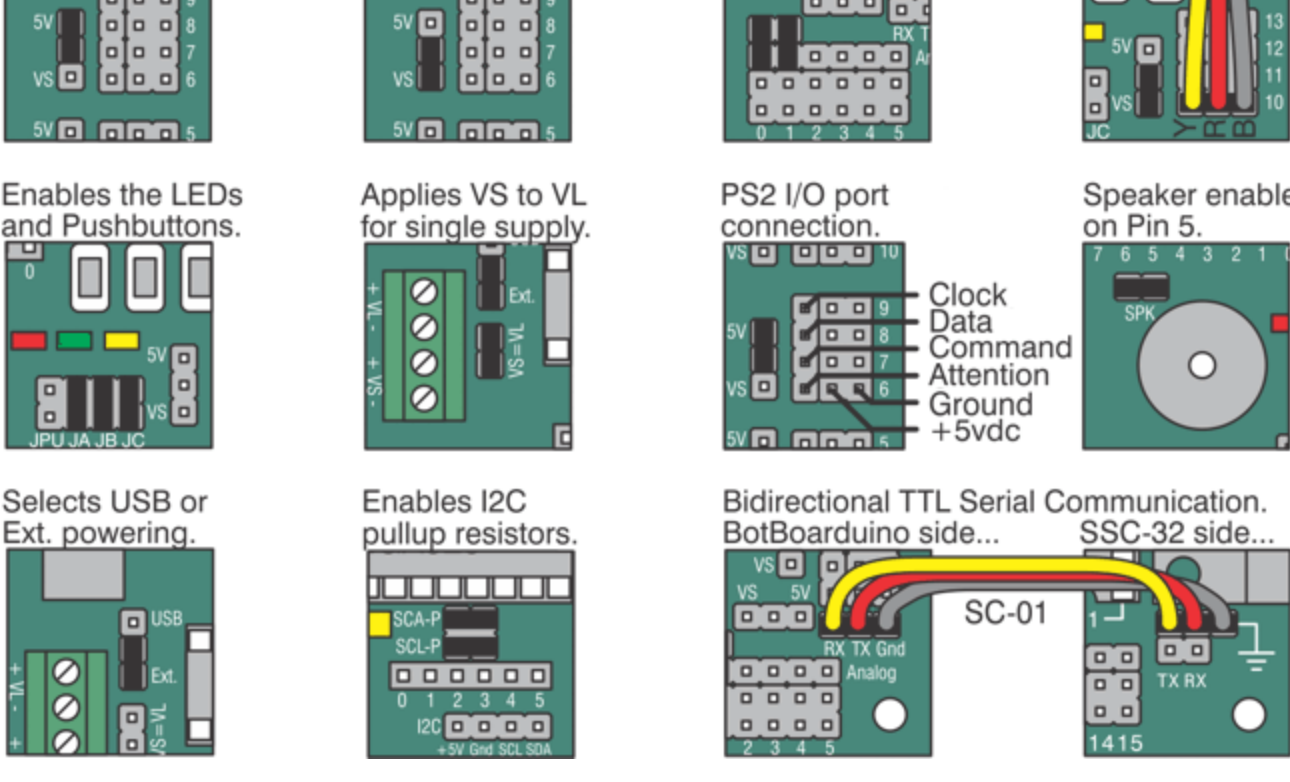 9
5V
8
7
VS
6
5V
5
9
5V
8
7
VS
6
5V
5
RX T
0 1 2 3 4 5
13
5V
12
11
VS
10
JC
Y R B
Enables the LEDs
and Pushbuttons.
0
5V
VS
JPU JA JB JC
Applies VS to VL
for single supply.
Ext.
+ VL -
VS=VL
+ VS -
PS2 I/O port
connection.
VS
10
9
8
7
6
5V
VS
5V
5
Clock
Data
Command
Attention
Ground
+5vdc
Speaker enable
on Pin 5.
7 6 5 4 3 2 1
SPK
Selects USB or
Ext. powering.
USB
Ext.
+ VL -
+
VS=VL
Enables I2C
pullup resistors.
SCA-P
SCL-P
0 1 2 3 4 5
I2C
+5V Gnd SCL SDA
Bidirectional TTL Serial Communication.
BotBoarduino side...
SSC-32 side...
VS
VS 5V
RX TX Gnd
Analog
2 3 4 5
SC-01
1
TX RX
14 15